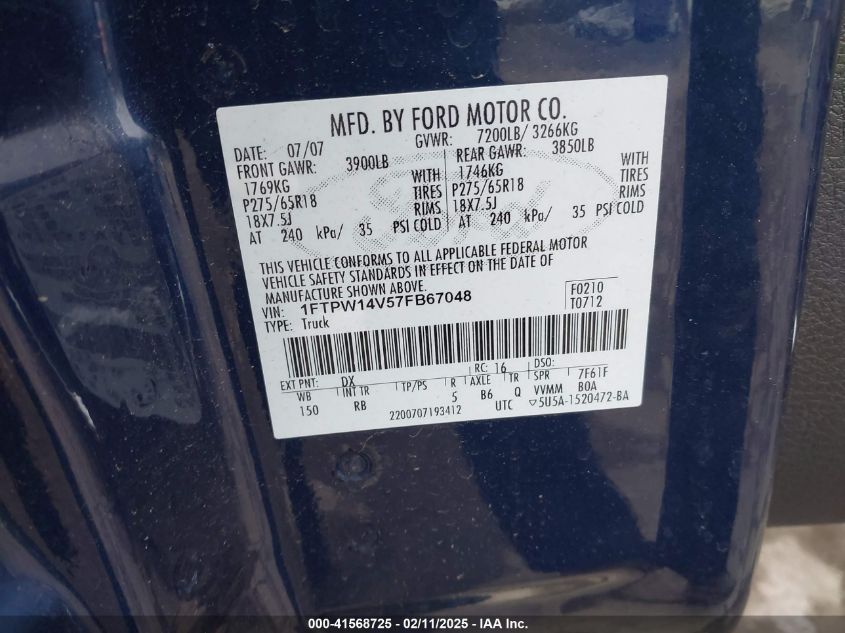 MFD. BY FORD MOTOR CO.
DATE: 07/07 GVWR: 7200LB/ 3266KG
FRONT GAWR: 3900LB REAR GAWR: 3850LB
1769KG WITH 1746KG WITH
P275/65R18 TIRES P275/65R18 TIRES
18X7.5J RIMS 18X7.5J RIMS
AT 240 kPa/ 35 PSI COLD AT 240 kPa/ 35 PSI COLD
THIS VEHICLE CONFORMS TO ALL APPLICABLE FEDERAL MOTOR
VEHICLE SAFETY STANDARDS IN EFFECT ON THE DATE OF
MANUFACTURE SHOWN ABOVE.
VIN: 1FTPW14V57FB67048 F0210
TYPE: Truck T0712
EXT PNT: DX RC: 16 DSO:
WB INT TR TP/PS R AXLE TR SPR 7F61F
150 RB 5 B6 Q VVMM BOA
2200707193412 UTC ▽5U5A-1520472-BA
Ford
000-41568725 - 02/11/2025 - IAA Inc.